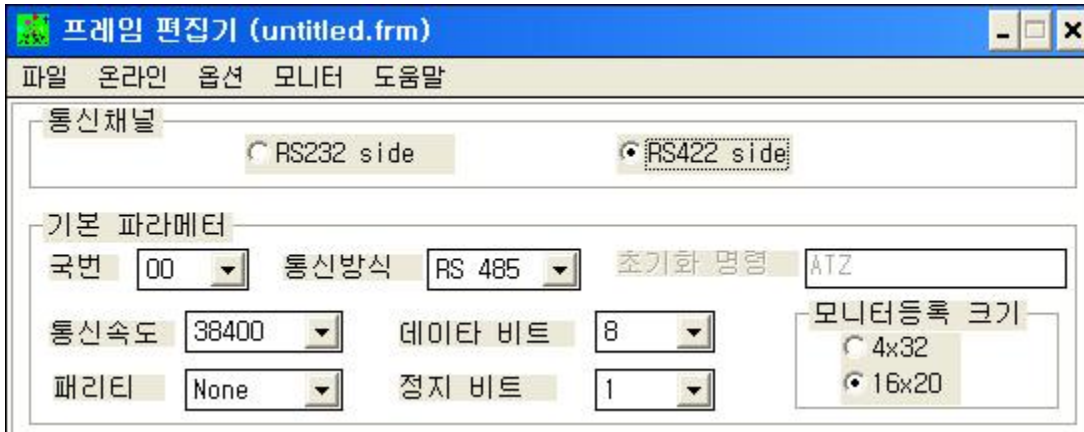 프레임 편집기 (untitled.frm)
파일 온라인 옵션 모니터 도움말
통신채널
RS232 side RS422 side
기본 파라메터
국번 00 통신방식 RS 485 초기화 명령 ATZ
모니터등록 크기
통신속도 38400 데이타 비트 8 4x32
패리티 None 정지 비트 1 16x20